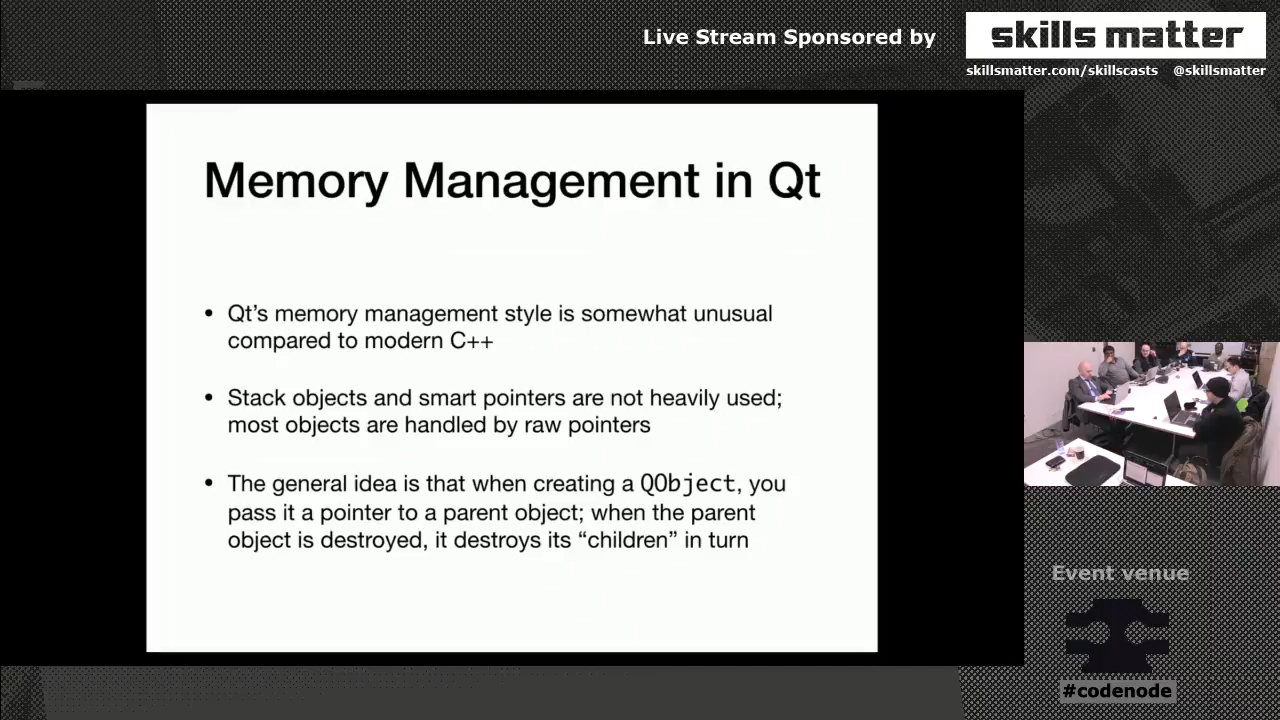 Live Stream Sponsored by
skills matter
skillsmatter.com/skillscasts @skillsmatter
Memory Management in Qt
• Qt’s memory management style is somewhat unusual
compared to modern C++
• Stack objects and smart pointers are not heavily used;
most objects are handled by raw pointers
• The general idea is that when creating a QObject, you
pass it a pointer to a parent object; when the parent
object is destroyed, it destroys its “children” in turn
Event venue
#codenode